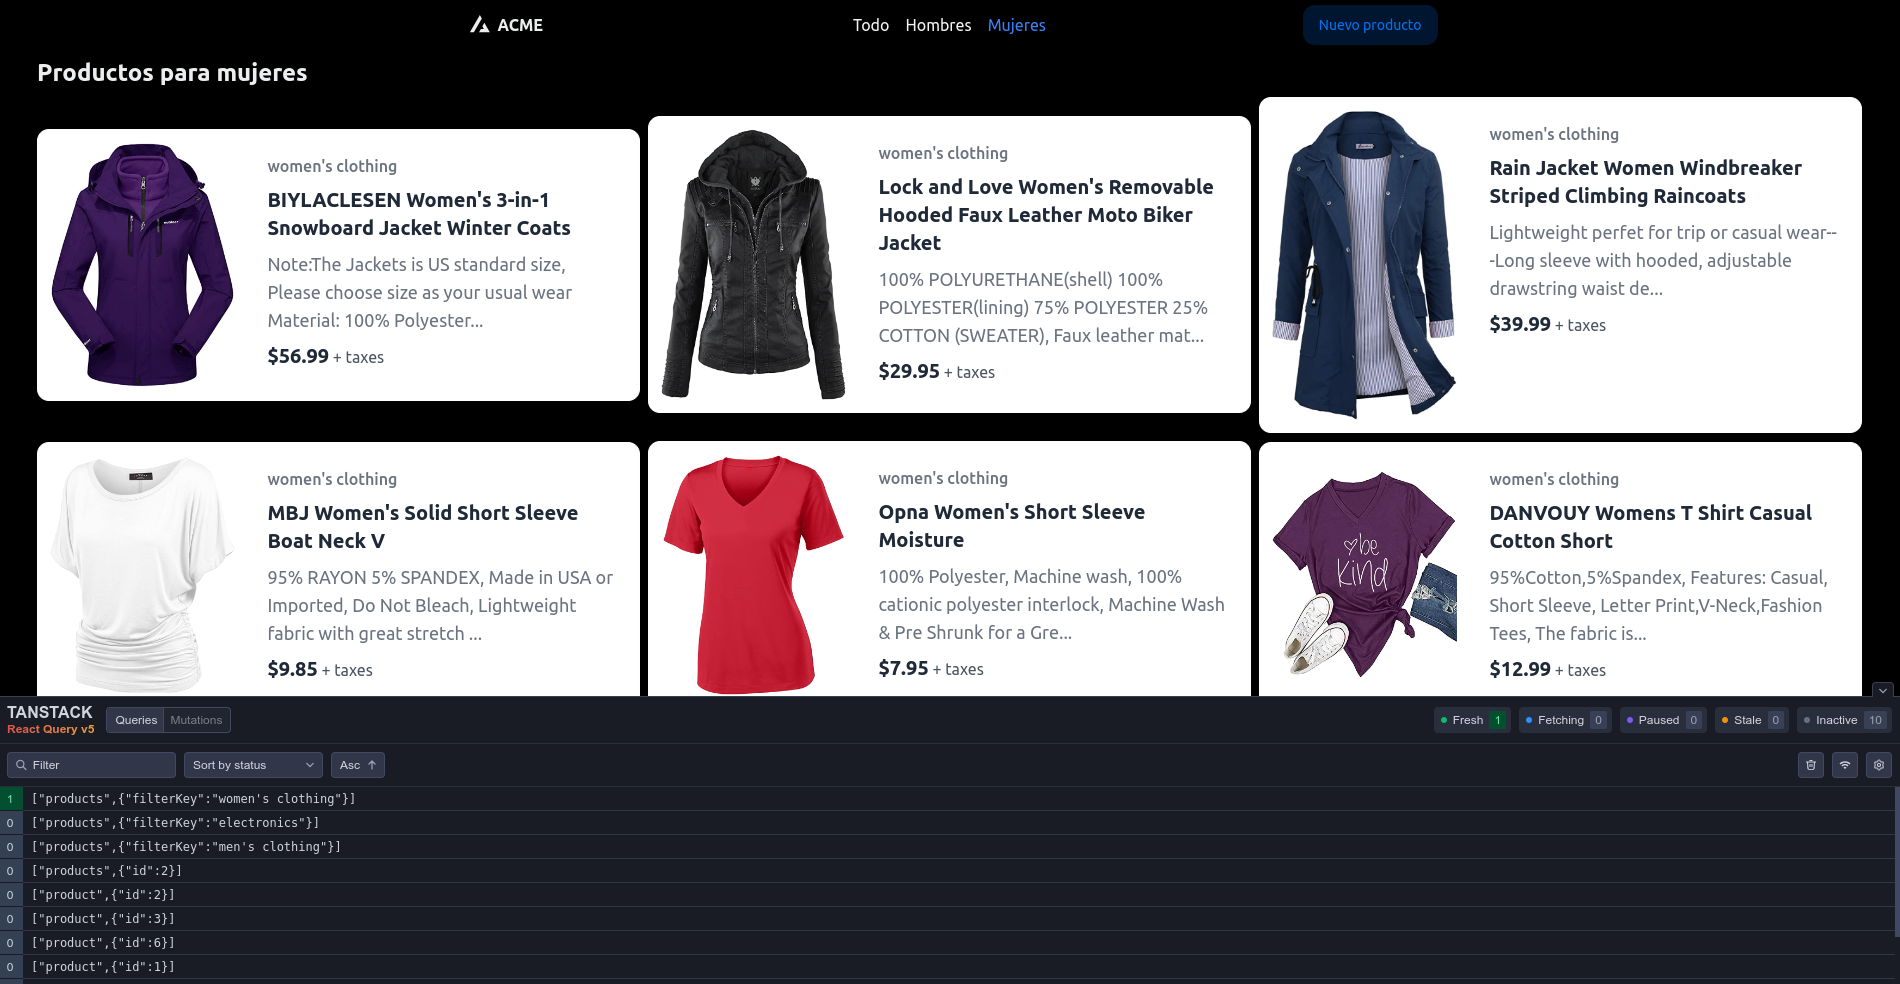 ACME
Todo Hombres Mujeres
Nuevo producto
Productos para mujeres
women's clothing
BIYLACLESEN Women's 3-in-1
Snowboard Jacket Winter Coats
Note:The Jackets is US standard size,
Please choose size as your usual wear
Material: 100% Polyester...
$56.99 + taxes
women's clothing
Lock and Love Women's Removable
Hooded Faux Leather Moto Biker
Jacket
100% POLYURETHANE(shell) 100%
POLYESTER(lining) 75% POLYESTER 25%
COTTON (SWEATER), Faux leather mat...
$29.95 + taxes
women's clothing
Rain Jacket Women Windbreaker
Striped Climbing Raincoats
Lightweight perfet for trip or casual wear--
-Long sleeve with hooded, adjustable
drawstring waist de...
$39.99 + taxes
women's clothing
MBJ Women's Solid Short Sleeve
Boat Neck V
95% RAYON 5% SPANDEX, Made in USA or
Imported, Do Not Bleach, Lightweight
fabric with great stretch ...
$9.85 + taxes
women's clothing
Opna Women's Short Sleeve
Moisture
100% Polyester, Machine wash, 100%
cationic polyester interlock, Machine Wash
& Pre Shrunk for a Gre...
$7.95 + taxes
be
kind
women's clothing
DANVOUY Womens T Shirt Casual
Cotton Short
95%Cotton,5%Spandex, Features: Casual,
Short Sleeve, Letter Print,V-Neck,Fashion
Tees, The fabric is...
$12.99 + taxes
TANSTACK
React Query v5
Queries Mutations
Fresh 1 Fetching 0 Paused 0 Stale 0 Inactive 10
Filter
Sort by status
Asc
1 ["products",{"filterKey":"women's clothing"}]
0 ["products",{"filterKey":"electronics"}]
0 ["products",{"filterKey":"men's clothing"}]
0 ["products",{"id":2}]
0 ["product",{"id":2}]
0 ["product",{"id":3}]
0 ["product",{"id":6}]
0 ["product",{"id":1}]